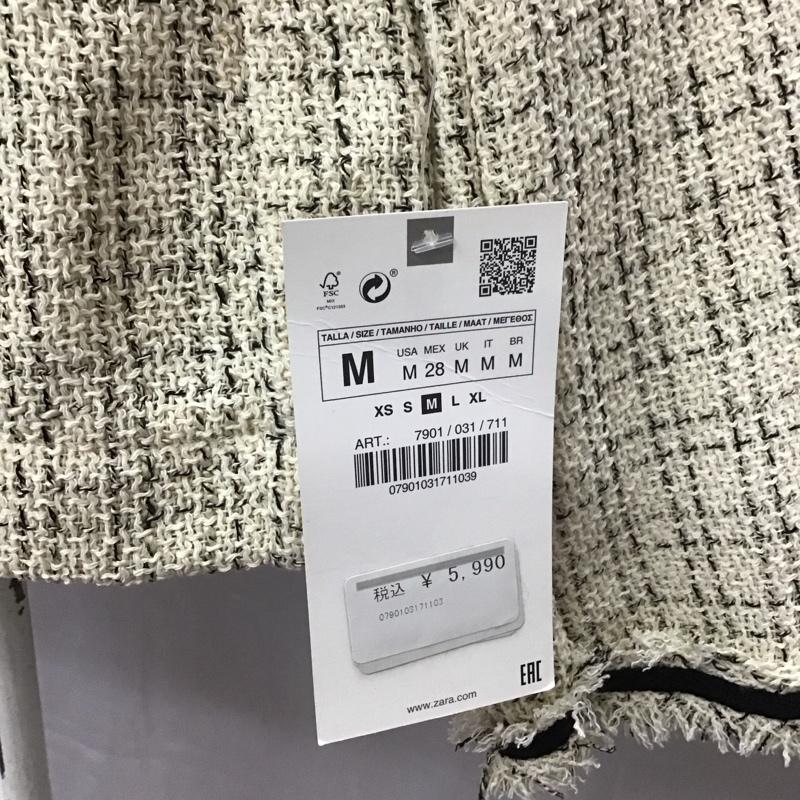 FSC
MIX
®
TALLA / SIZE / TAMANHO / TAILLE / MAAT / ΜΕΓΕΘΟΣ
M
USA MEX UK IT BR
M 28 M M M
XS S M L XL
ART.: 7901 / 031 / 711
07901031711039
税込 ¥ 5,990
0790103171103
EAC
www.zara.com